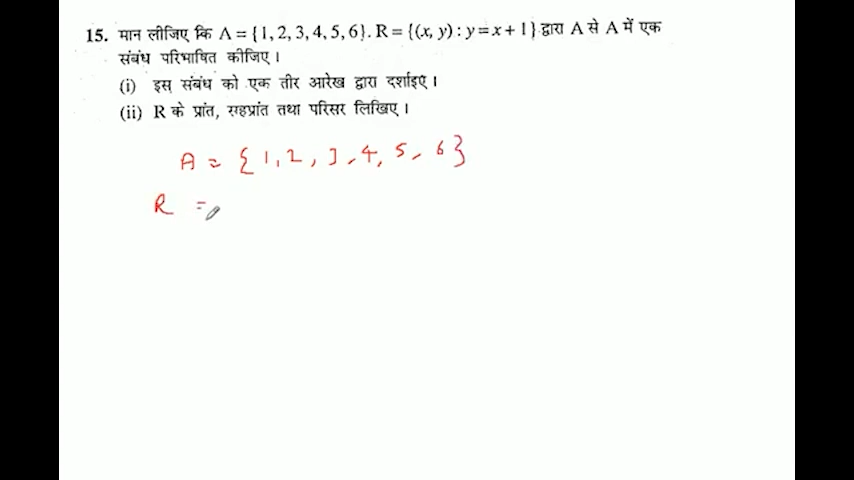 15. मान लीजिए कि A = {1, 2, 3, 4, 5, 6}. R = {(x, y) : y = x + 1} द्वारा A से A में एक
संबंध परिभाषित कीजिए ।
(i) इस संबंध को एक तीर आरेख द्वारा दर्शाइए ।
(ii) R के प्रांत, सहप्रांत तथा परिसर लिखिए ।
A = {1, 2, 3, 4, 5, 6}
R =